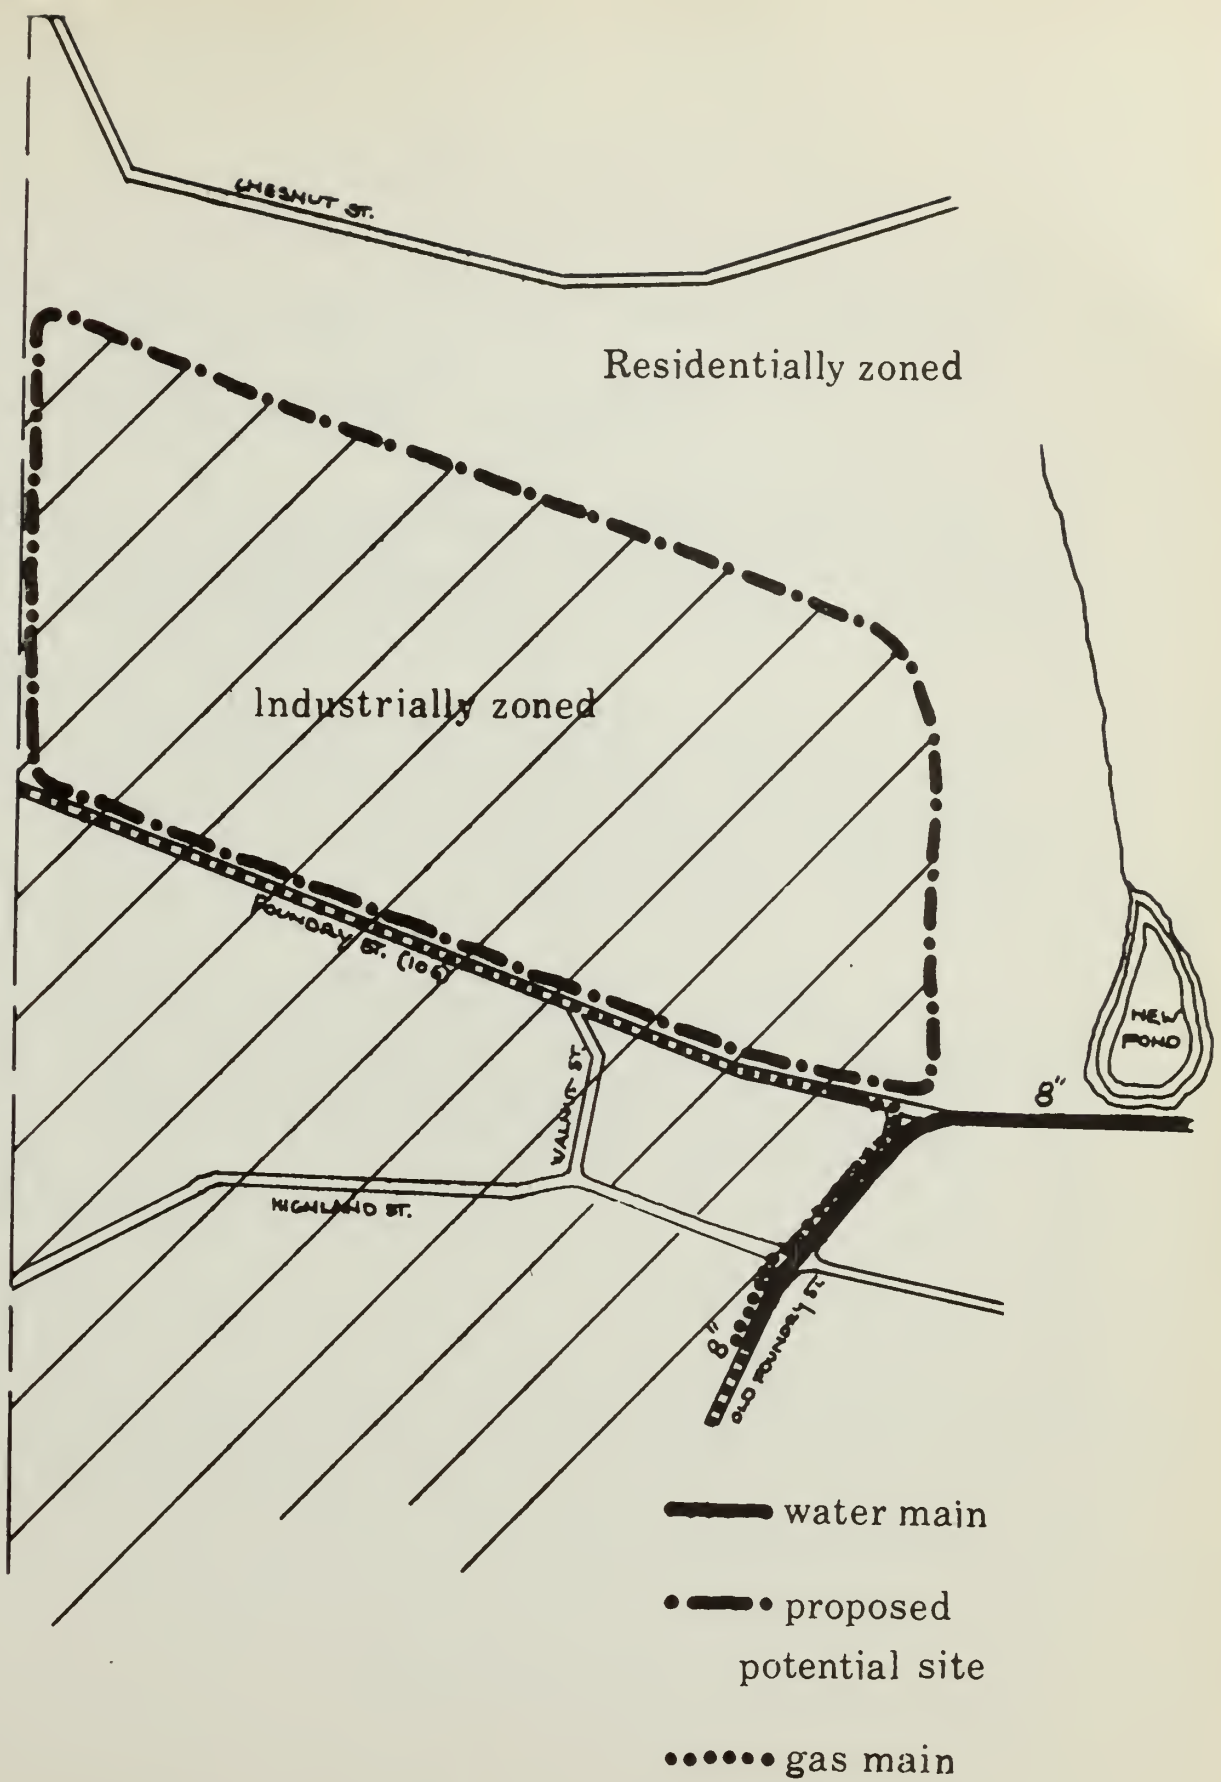 CHESNUT ST.
Residentially zoned
Industrially zoned
FOUNDRY ST. (106)
NEW
POND
8"
WALNUT ST.
HIGHLAND ST.
8"
OLD FOUNDRY ST.
water main
proposed
potential site
gas main